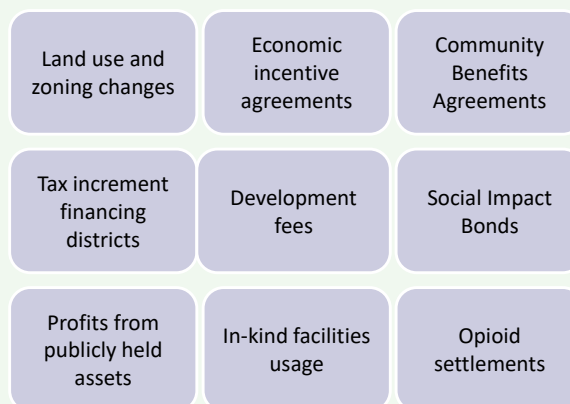 Land use and
zoning changes
Economic
incentive
agreements
Community
Benefits
Agreements
Tax increment
financing
districts
Development
fees
Social Impact
Bonds
Profits from
publicly held
assets
In-kind facilities
usage
Opioid
settlements